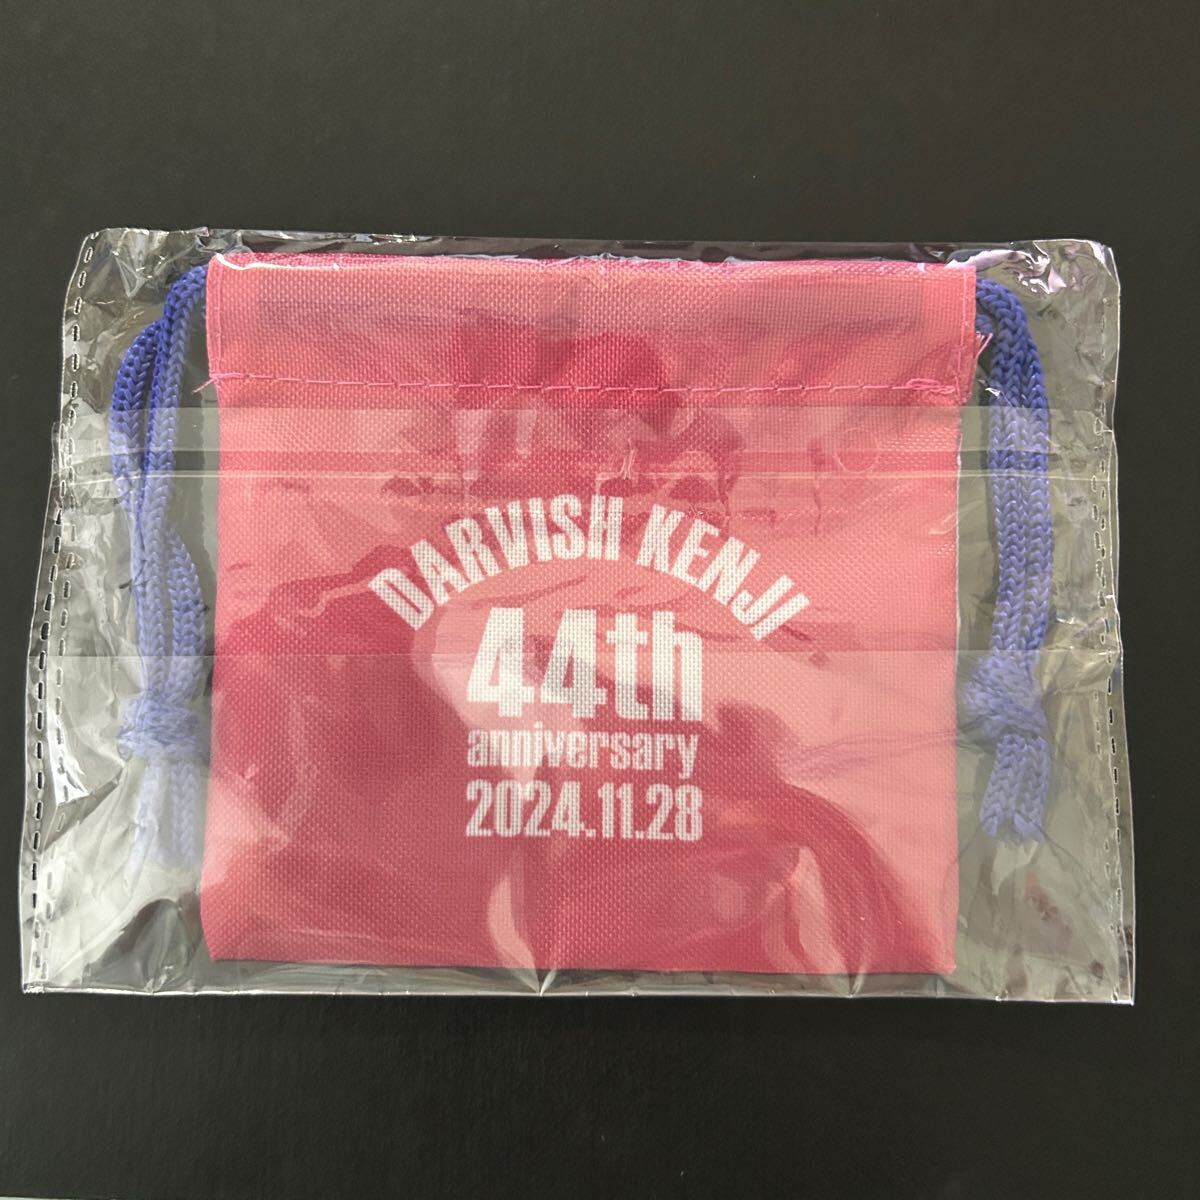 DARVISH KENJI
44th
anniversary
2024.11.28